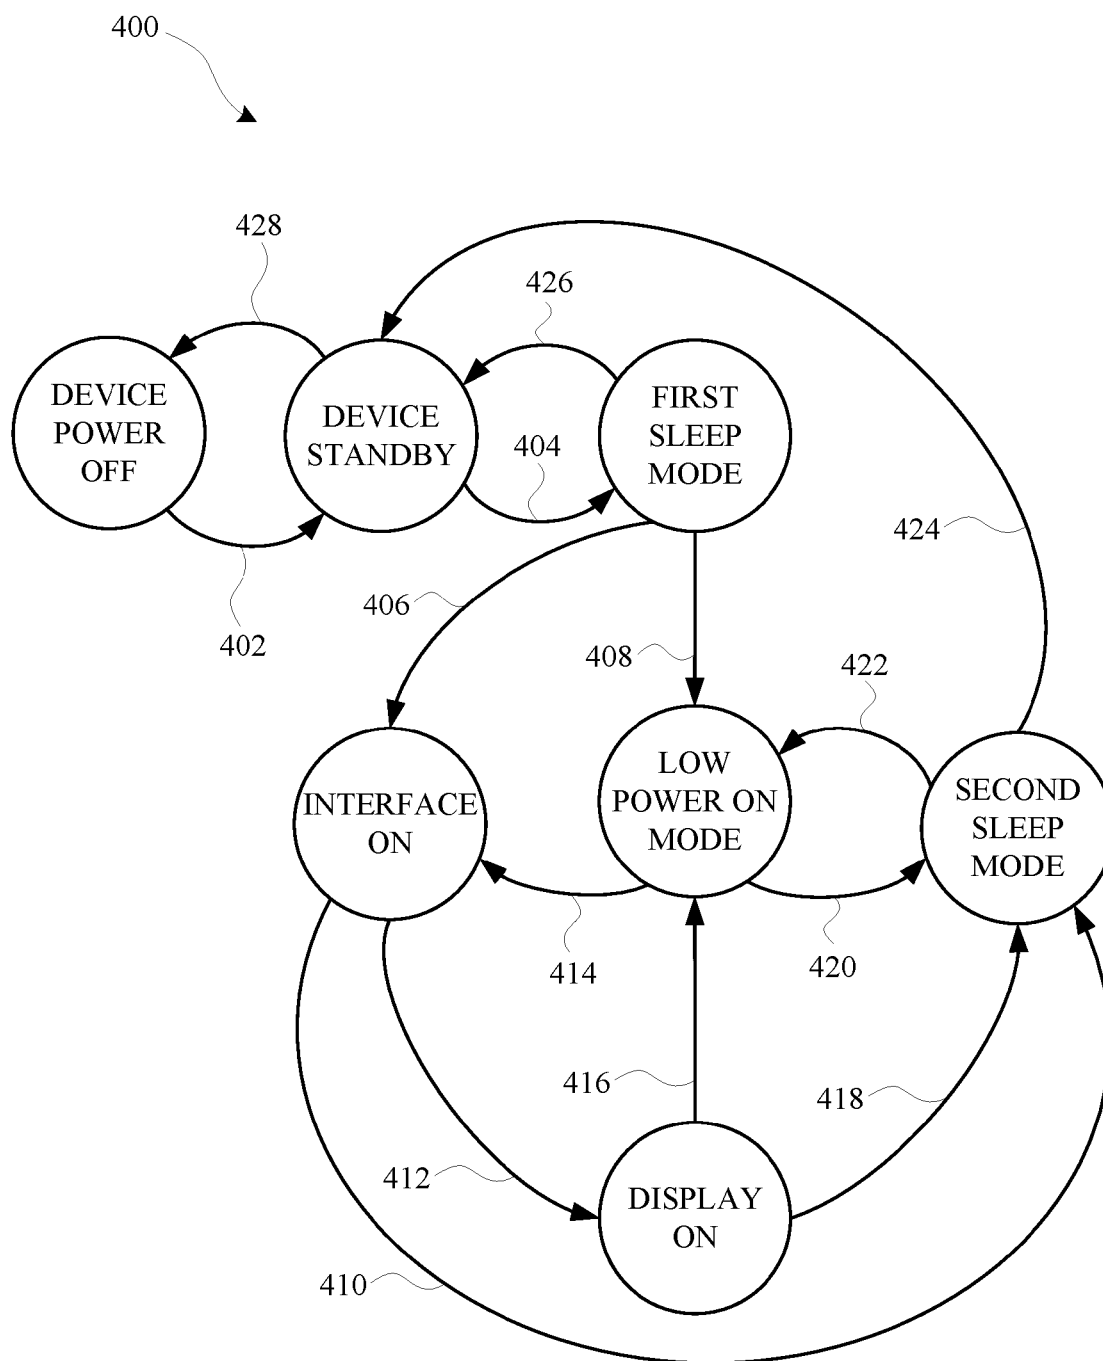 400
428
426
DEVICE
POWER
OFF
DEVICE
STANDBY
FIRST
SLEEP
MODE
404
424
402
406
408
422
INTERFACE
ON
LOW
POWER ON
MODE
SECOND
SLEEP
MODE
414
420
416
418
412
DISPLAY
ON
410